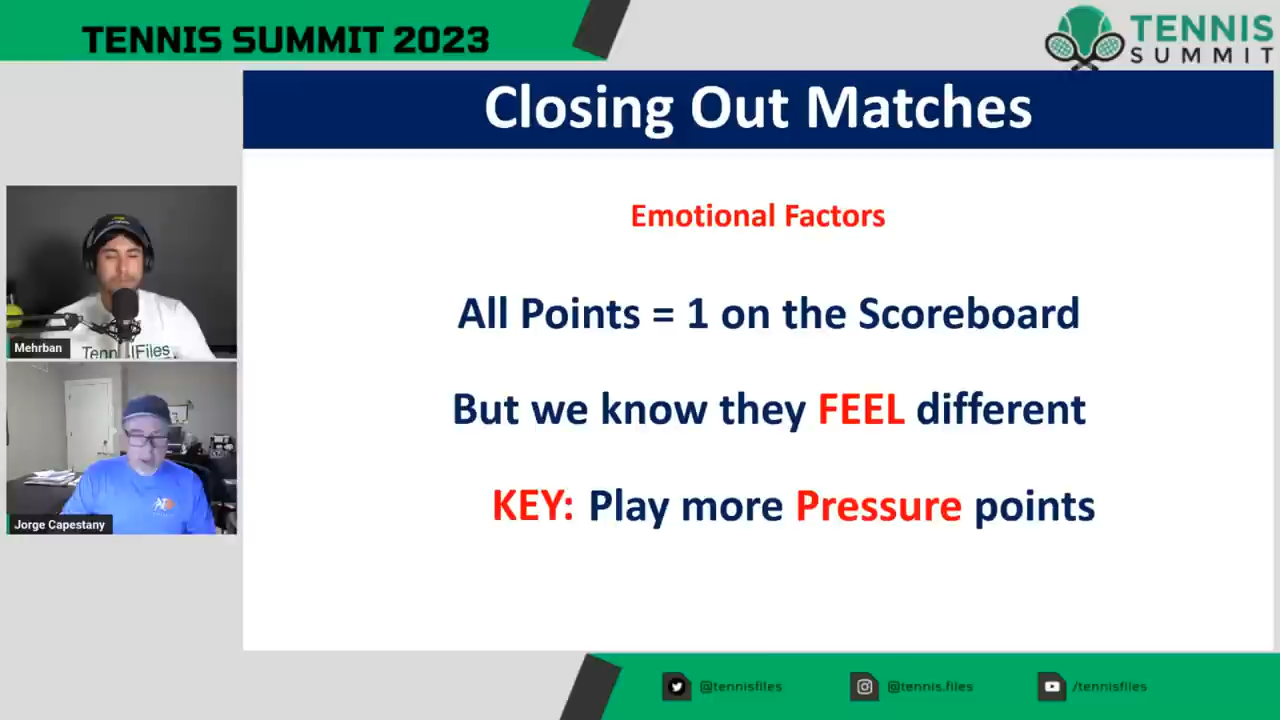 TENNIS SUMMIT 2023
TENNIS
SUMMIT
Closing Out Matches
Emotional Factors
All Points = 1 on the Scoreboard
But we know they FEEL different
KEY: Play more Pressure points
Mehrban
Jorge Capestany
@tennisfiles
@tennis.files
/tennisfiles